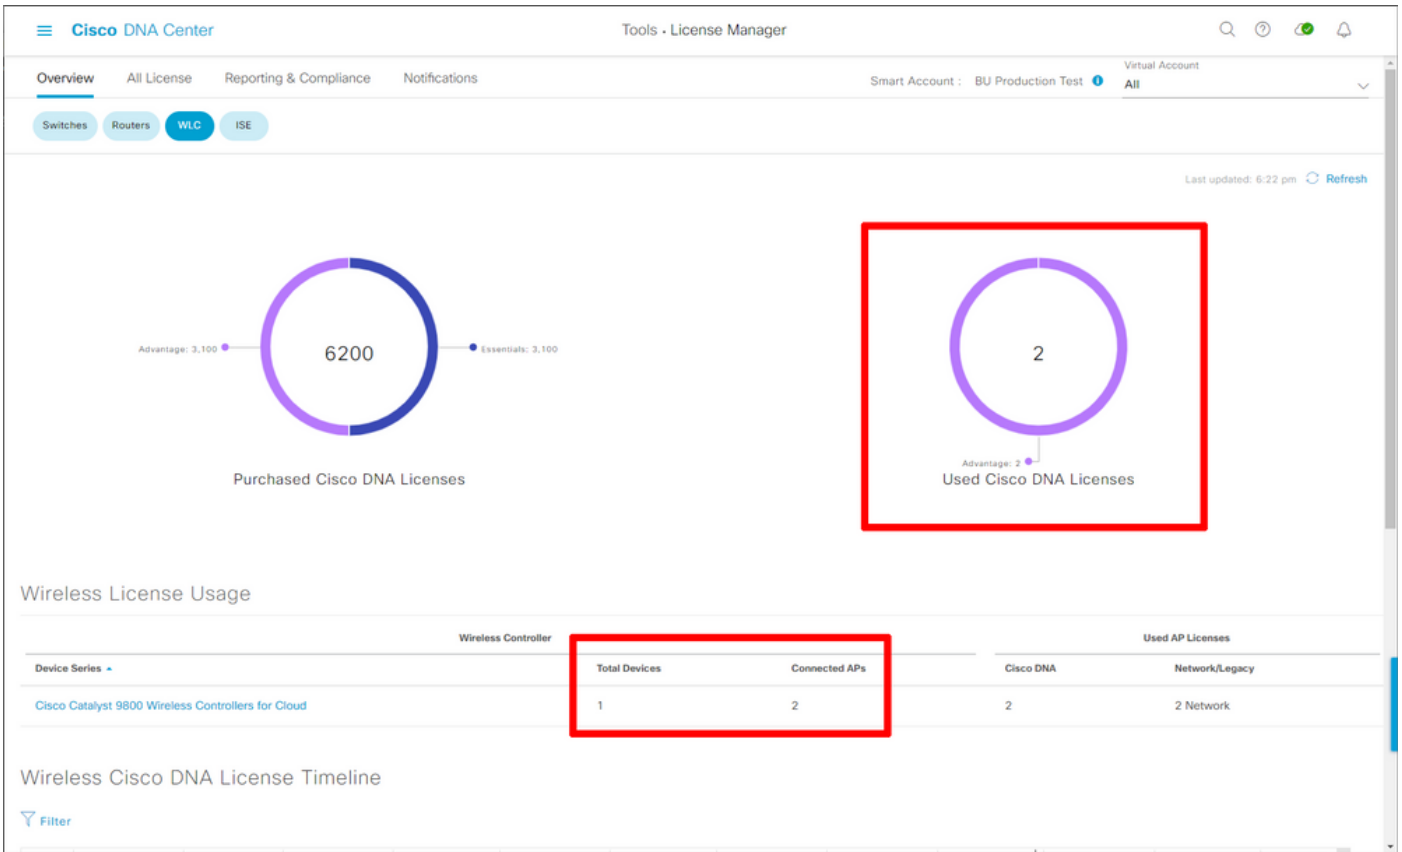 Cisco DNA Center
Tools • License Manager
Overview All License Reporting & Compliance Notifications
Smart Account : BU Production Test
Virtual Account
All
Switches Routers WLC ISE
Last updated: 6:22 pm Refresh
Advantage: 3,100
6200
Essentials: 3,100
Purchased Cisco DNA Licenses
2
Advantage: 2
Used Cisco DNA Licenses
Wireless License Usage
Wireless Controller Used AP Licenses
Device Series Total Devices Connected APs Cisco DNA Network/Legacy
Cisco Catalyst 9800 Wireless Controllers for Cloud 1 2 2 2 Network
Wireless Cisco DNA License Timeline
Filter